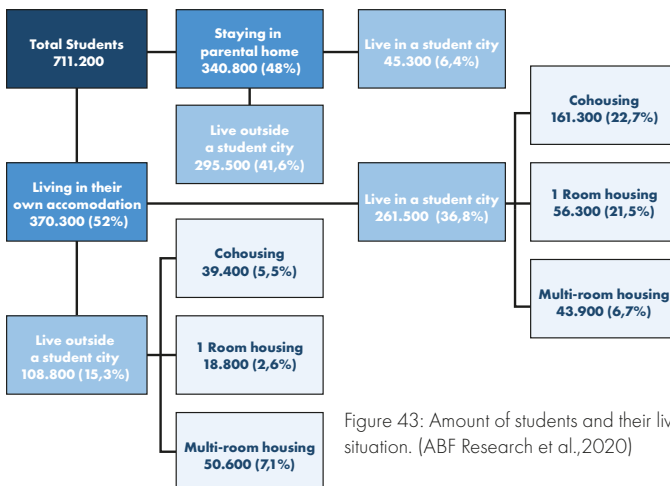 Total Students
711.200
Staying in
parental home
340.800 (48%)
Live in a student city
45.300 (6,4%)
Live outside
a student city
295.500 (41,6%)
Cohousing
161.300 (22,7%)
Living in their
own accomodation
370.300 (52%)
Live in a student city
261.500 (36,8%)
1 Room housing
56.300 (21,5%)
Multi-room housing
43.900 (6,7%)
Cohousing
39.400 (5,5%)
Live outside
a student city
108.800 (15,3%)
1 Room housing
18.800 (2,6%)
Multi-room housing
50.600 (7,1%)
Figure 43: Amount of students and their liv
situation. (ABF Research et al.,2020)